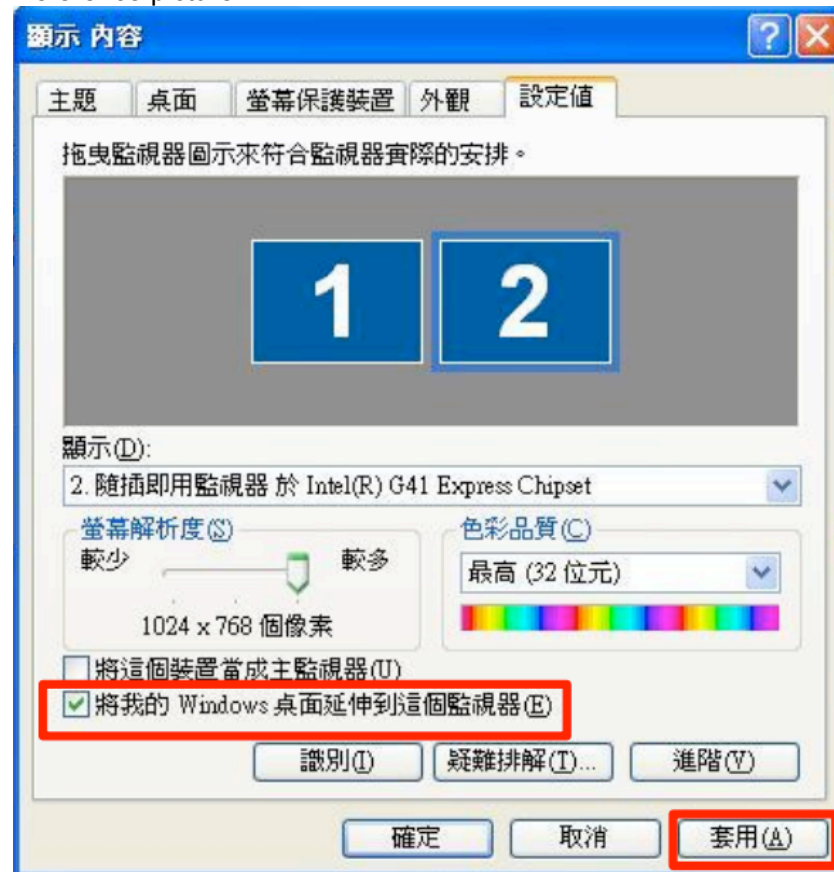 顯示 內容
主題 桌面 螢幕保護裝置 外觀 設定值
拖曳監視器圖示來符合監視器實際的安排。
1 2
顯示(D):
2. 隨插即用監視器 於 Intel(R) G41 Express Chipset
螢幕解析度(S) 色彩品質(C)
較少 較多 最高 (32 位元)
1024 x 768 個像素
將這個裝置當成主監視器(U)
將我的 Windows 桌面延伸到這個監視器(E)
識別(I) 疑難排解(T)... 進階(V)
確定 取消 套用(A)